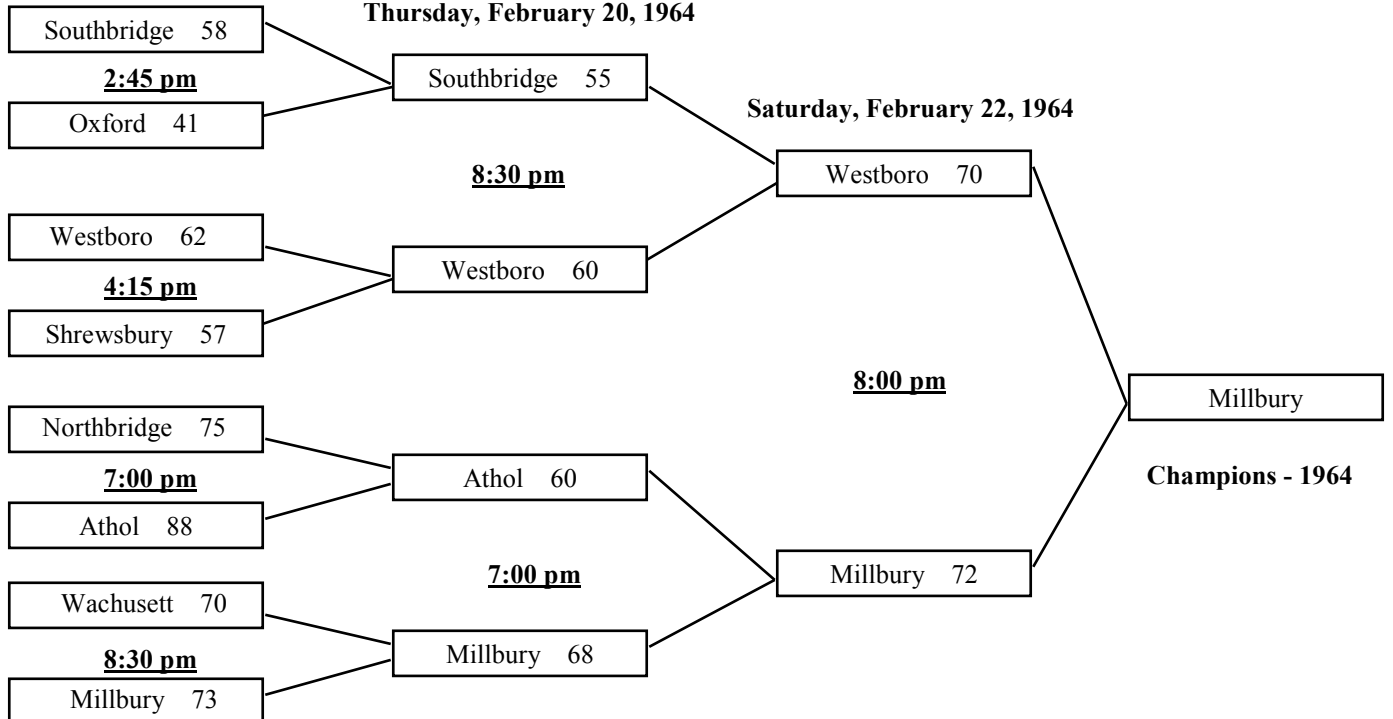 Thursday, February 20, 1964
Southbridge 58
2:45 pm
Oxford 41
Southbridge 55
Saturday, February 22, 1964
8:30 pm
Westboro 70
Westboro 62
4:15 pm
Shrewsbury 57
Westboro 60
8:00 pm
Millbury
Champions - 1964
Northbridge 75
7:00 pm
Athol 88
Athol 60
7:00 pm
Millbury 72
Wachusett 70
8:30 pm
Millbury 73
Millbury 68